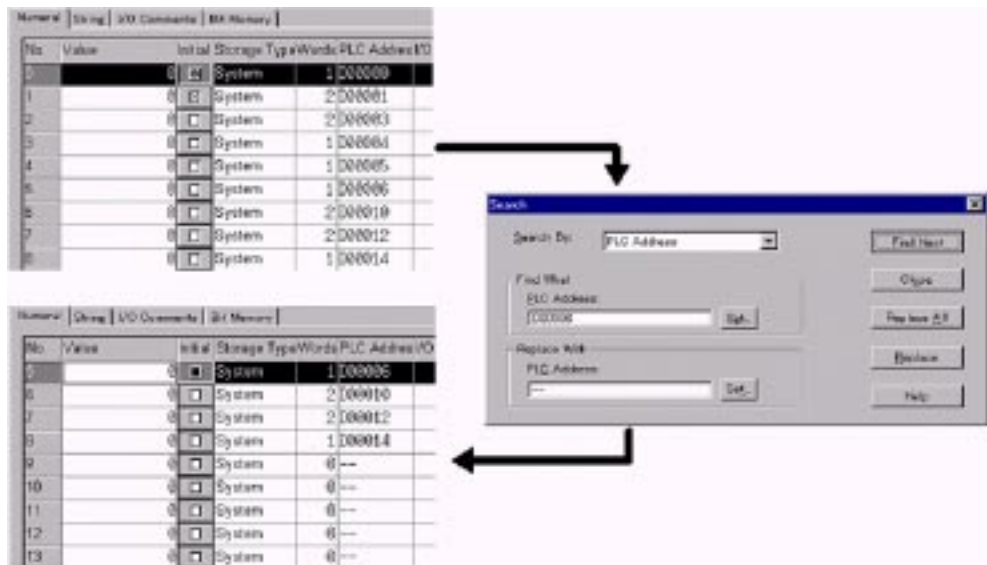 Numeral String I/O Comments Bit Memory
No. Value Initial Storage Type Words PLC Address I/O
0 0 System 1 D00000
1 0 System 2 D00001
2 0 System 2 D00003
3 0 System 1 D00004
4 0 System 1 D00005
5 0 System 1 D00006
6 0 System 2 D00010
7 0 System 2 D00012
8 0 System 1 D00014
Search
Search By: PLC Address
Find Next
Find What
Close
PLC Address:
D00006 Set..
Replace All
Replace With
Replace
PLC Address:
--- Set..
Help
Numeral String I/O Comments Bit Memory
No. Value Initial Storage Type Words PLC Address I/O
5 0 System 1 D00006
6 0 System 2 D00010
7 0 System 2 D00012
8 0 System 1 D00014
9 0 System 0 ---
10 0 System 0 ---
11 0 System 0 ---
12 0 System 0 ---
13 0 System 0 ---